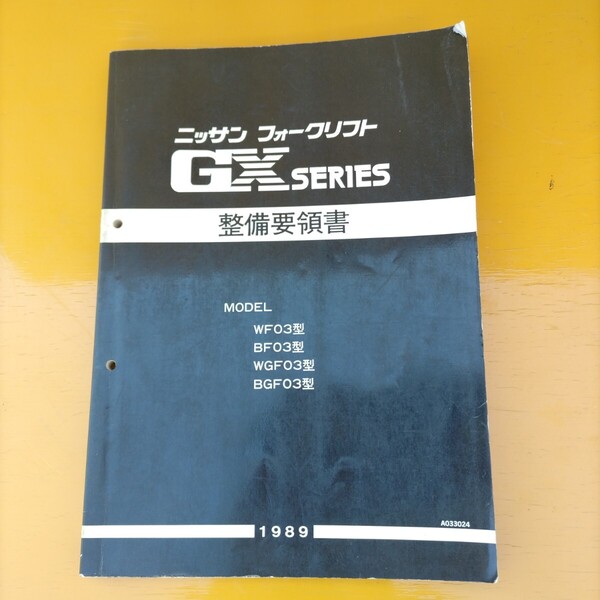 ニッサン フォークリフト
GX SERIES
整備要領書
MODEL
WF03型
BF03型
WGF03型
BGF03型
A033024
1989